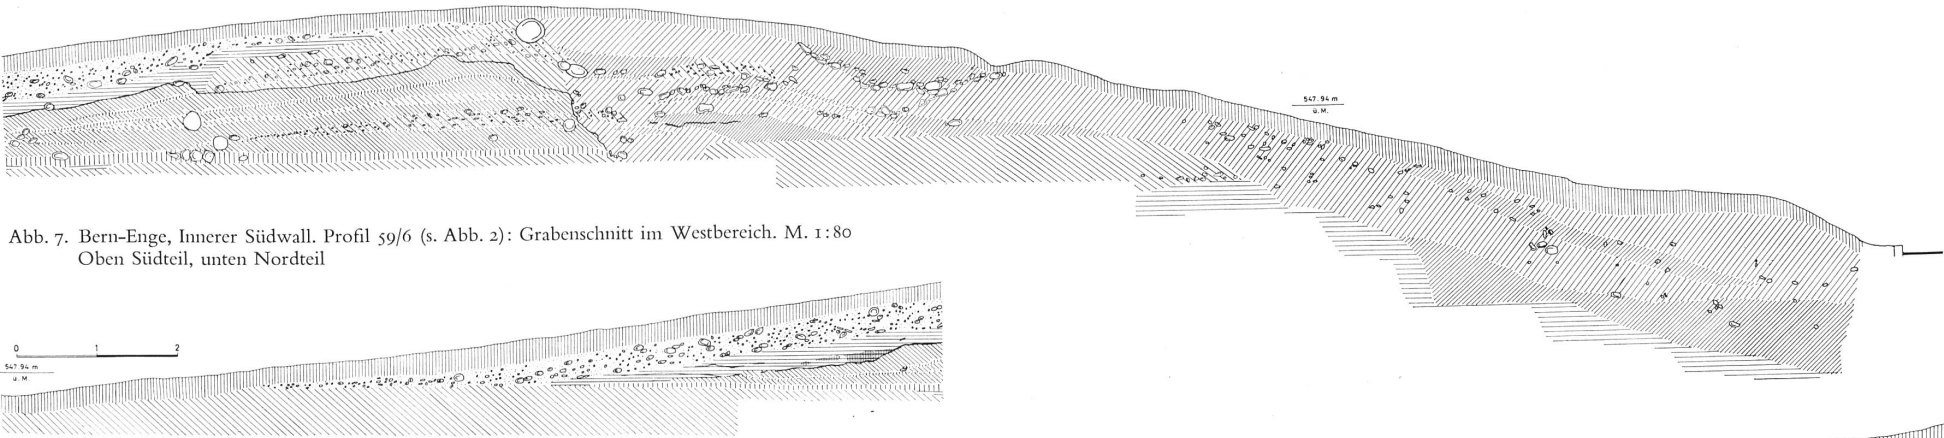 547.94 m
ü.M.
Abb. 7. Bern-Enge, Innerer Südwall. Profil 59/6 (s. Abb. 2): Grabenschnitt im Westbereich. M. 1:80
Oben Südteil, unten Nordteil
0 1 2
547.94 m
ü.M.